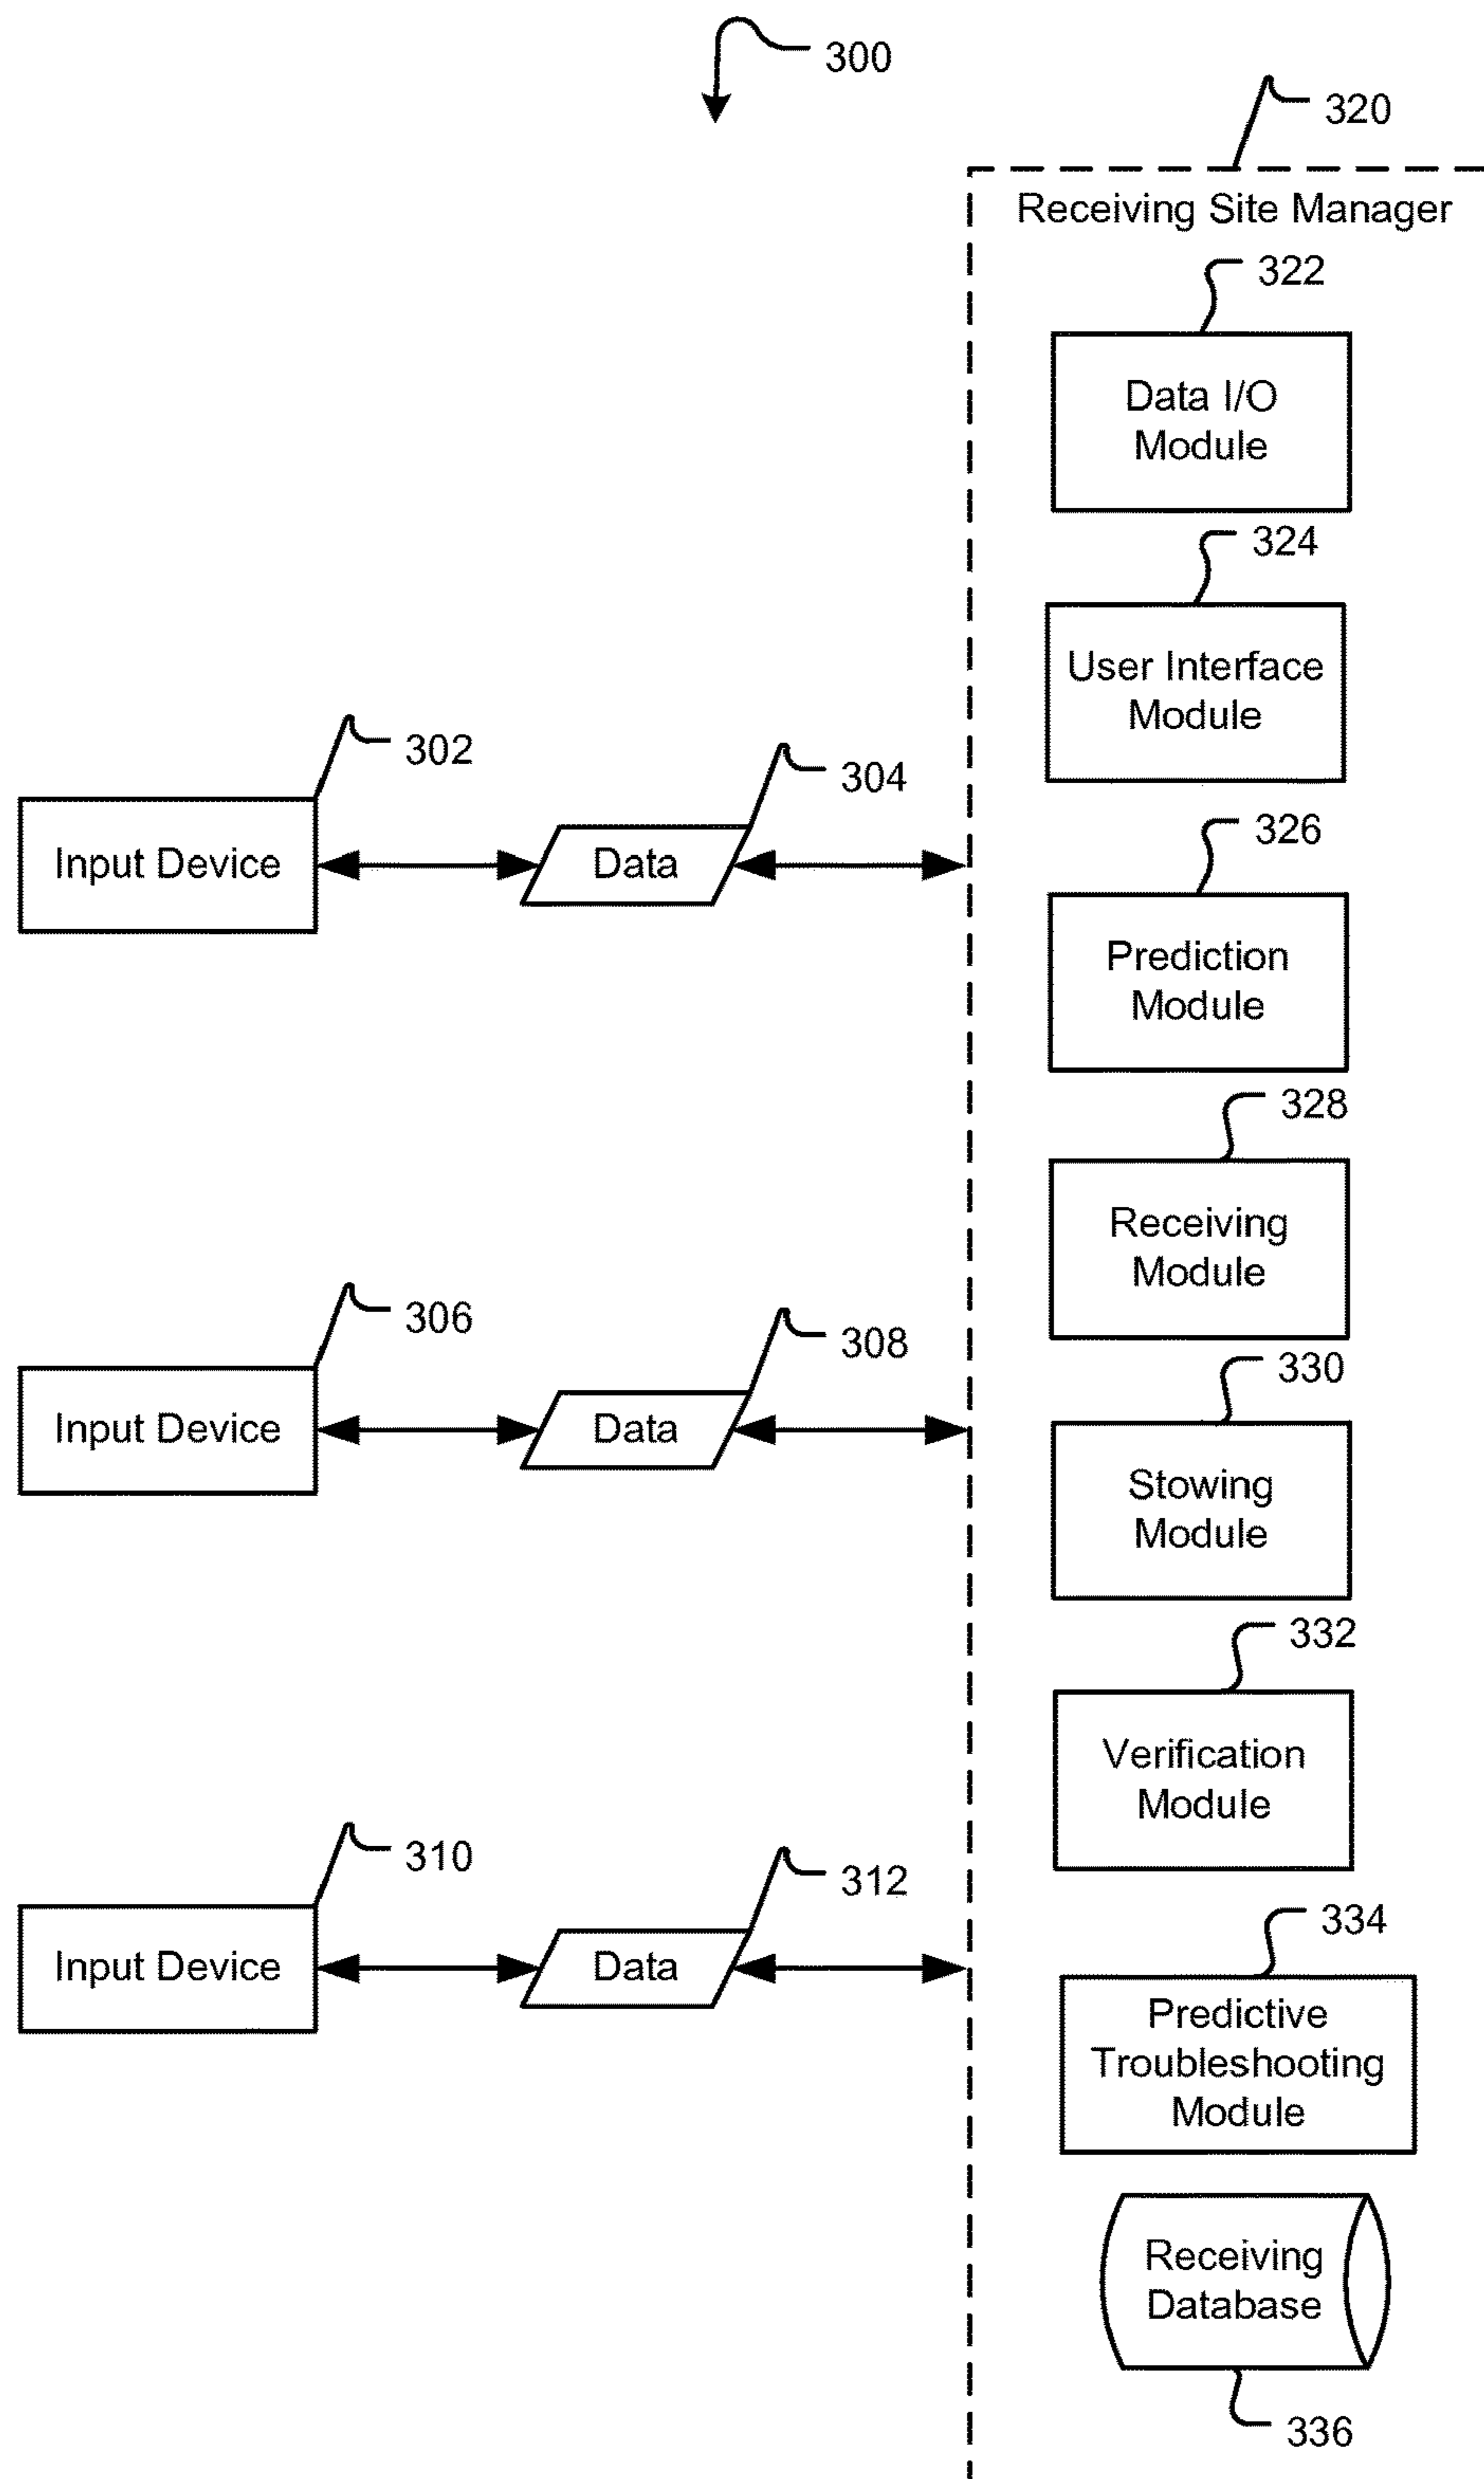 300
320
Receiving Site Manager
322
Data I/O
Module
324
User Interface
Module
302
Input Device
304
Data
326
Prediction
Module
328
Receiving
Module
306
Input Device
308
Data
330
Stowing
Module
332
Verification
Module
310
Input Device
312
Data
334
Predictive
Troubleshooting
Module
Receiving
Database
336